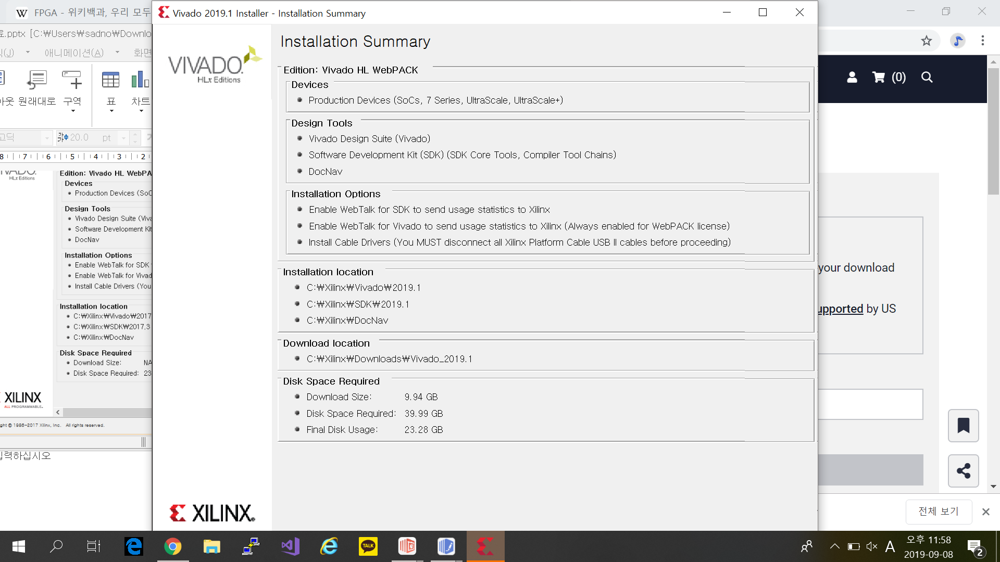 W FPGA - 위키백과, 우리 모두
Vivado 2019.1 Installer - Installation Summary
.pptx [C:₩Users₩sadno₩Downlo
(J) 애니메이션(A) 화면
원래대로 구역 표 차트
고딕 20.0 pt
8 7 6 5 4 3 2
HLx Editions
Edition: Vivado HL WebPA
Devices
Production Devices (SoC
Design Tools
Vivado Design Suite (Viva
Software Development Kit
DocNav
Installation Options
Enable WebTalk for SDK
Enable WebTalk for Vivad
Install Cable Drivers (You
Installation location
C:₩Xilinx₩Vivado₩2017
C:₩Xilinx₩SDK₩2017.3
C:₩Xilinx₩DocNav
Disk Space Required
Download Size: NA
Disk Space Required: 23
XILINX
ALL PROGRAMMABLE.
ght © 1986-2017 Xilinx, Inc. All rights reserved.
입력하십시오
VIVADO.
HLx Editions
Installation Summary
Edition: Vivado HL WebPACK
Devices
Production Devices (SoCs, 7 Series, UltraScale, UltraScale+)
Design Tools
Vivado Design Suite (Vivado)
Software Development Kit (SDK) (SDK Core Tools, Compiler Tool Chains)
DocNav
Installation Options
Enable WebTalk for SDK to send usage statistics to Xilinx
Enable WebTalk for Vivado to send usage statistics to Xilinx (Always enabled for WebPACK license)
Install Cable Drivers (You MUST disconnect all Xilinx Platform Cable USB II cables before proceeding)
Installation location
C:₩Xilinx₩Vivado₩2019.1
C:₩Xilinx₩SDK₩2019.1
C:₩Xilinx₩DocNav
Download location
C:₩Xilinx₩Downloads₩Vivado_2019.1
Disk Space Required
Download Size: 9.94 GB
Disk Space Required: 39.99 GB
Final Disk Usage: 23.28 GB
XILINX
(0)
your download
upported by US
전체 보기
TALK
A
오후 11:58
2019-09-08
2